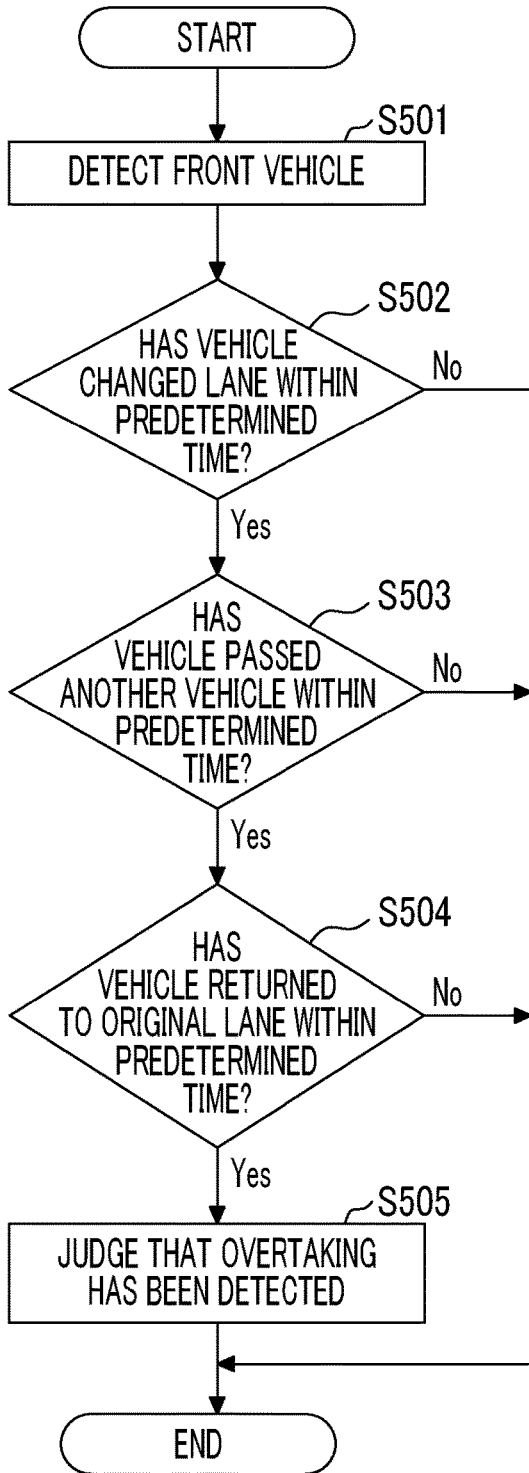 START
S501
DETECT FRONT VEHICLE
S502
HAS VEHICLE
CHANGED LANE WITHIN
PREDETERMINED
TIME?
No
Yes
S503
HAS
VEHICLE PASSED
ANOTHER VEHICLE WITHIN
PREDETERMINED
TIME?
No
Yes
S504
HAS
VEHICLE RETURNED
TO ORIGINAL LANE WITHIN
PREDETERMINED
TIME?
No
Yes
S505
JUDGE THAT OVERTAKING
HAS BEEN DETECTED
END